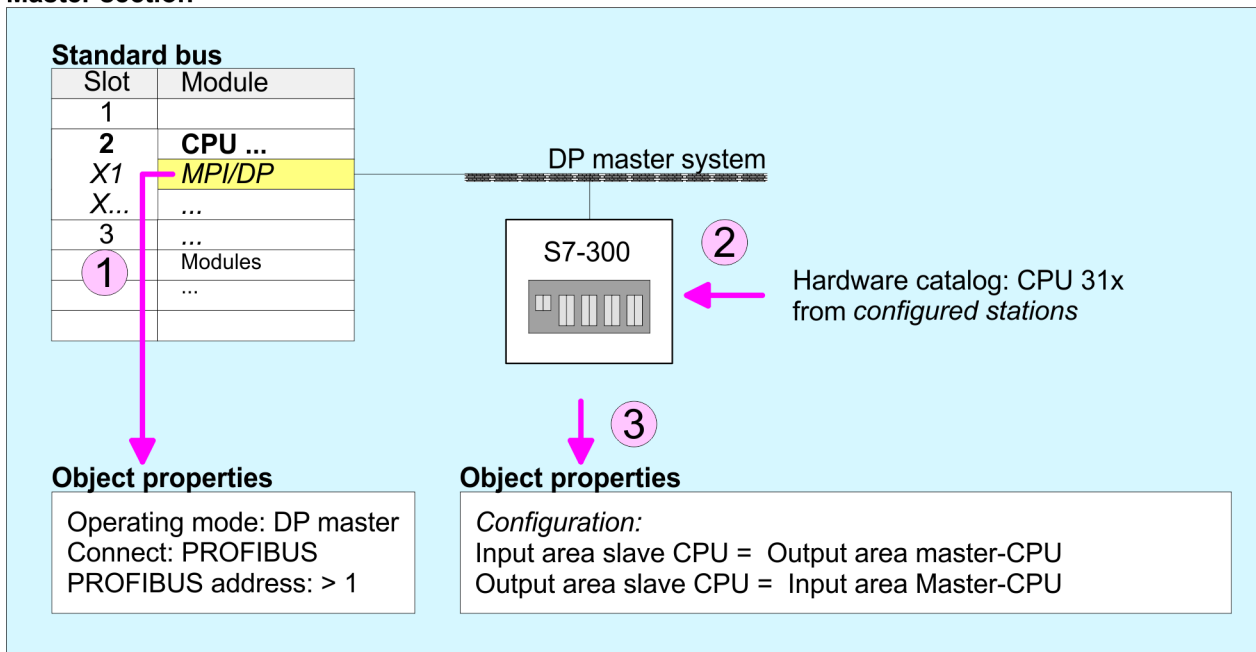 Master section
Standard bus
Slot Module
1
2 CPU ...
X1 MPI/DP
X... ...
3 ...
1 Modules
...
DP master system
S7-300
2
Hardware catalog: CPU 31x
from configured stations
3
Object properties
Operating mode: DP master
Connect: PROFIBUS
PROFIBUS address: > 1
Object properties
Configuration:
Input area slave CPU = Output area master-CPU
Output area slave CPU = Input area Master-CPU